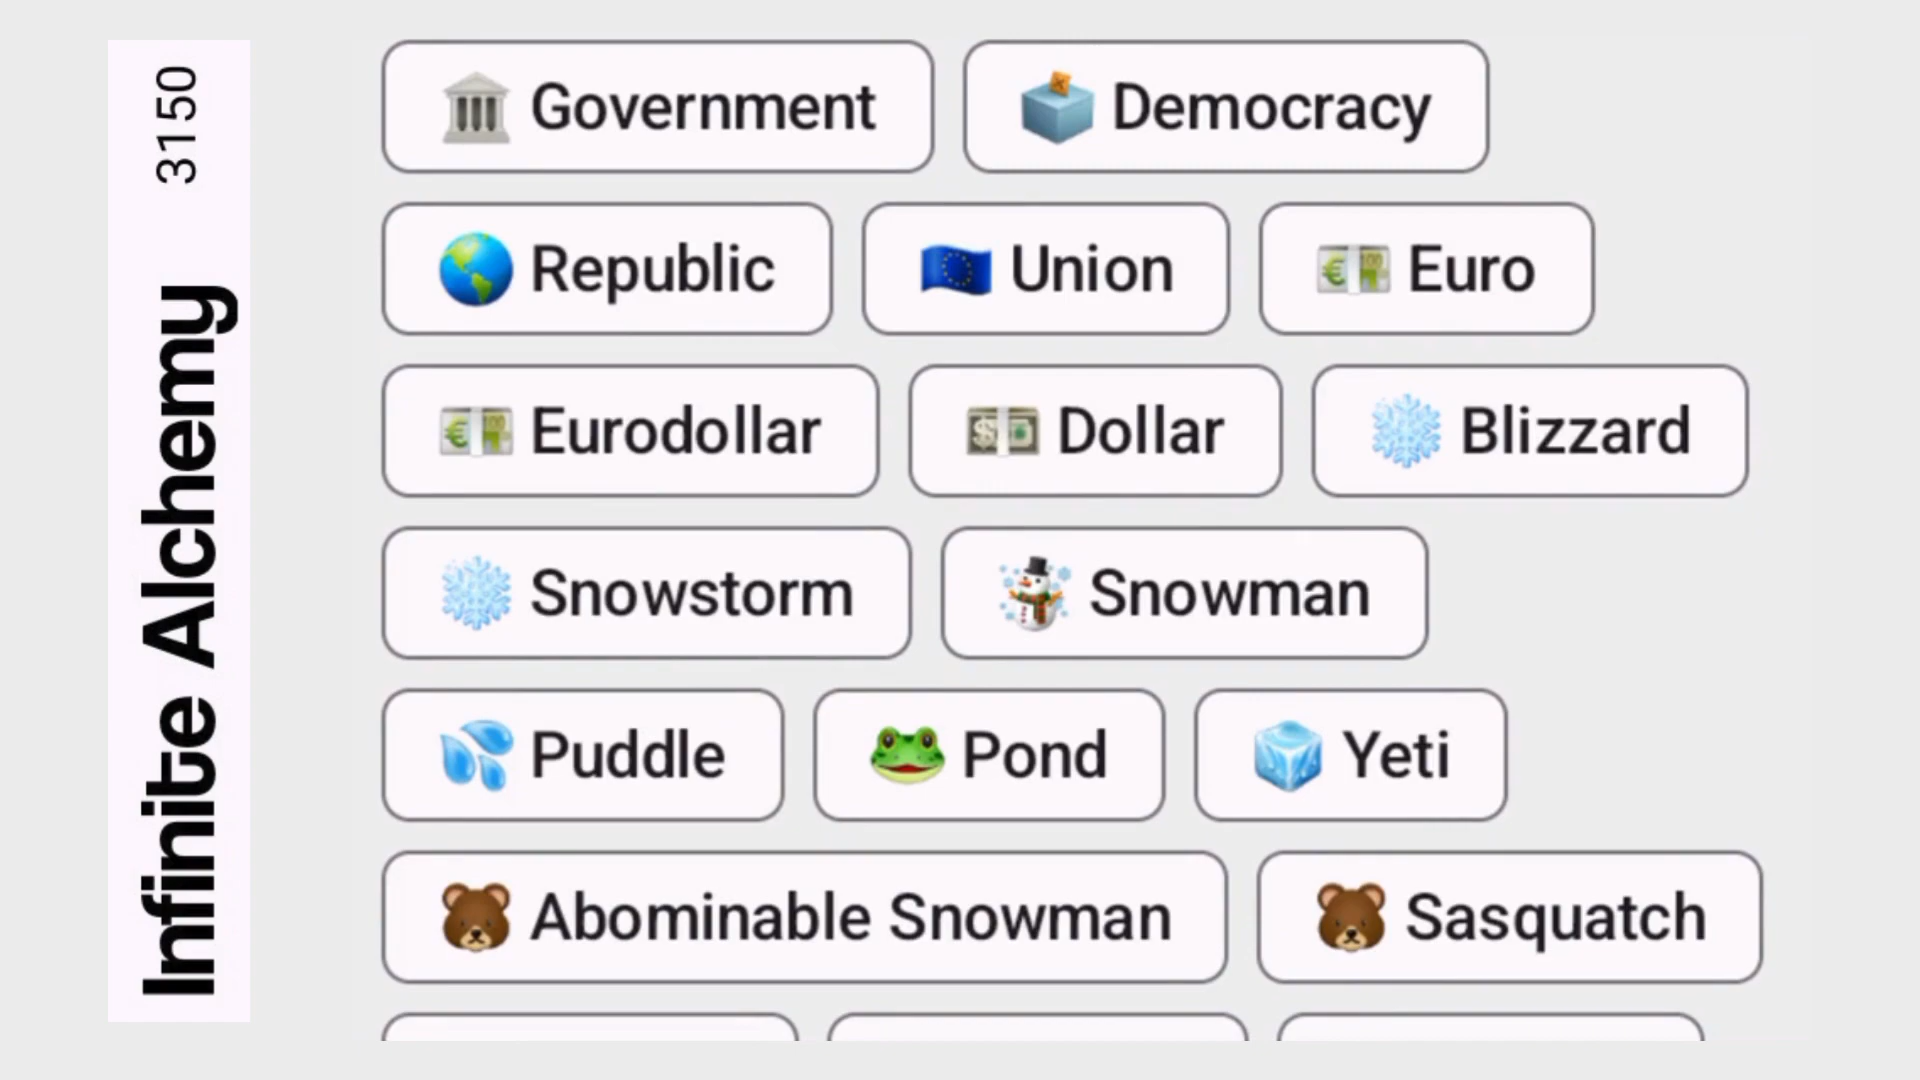 Infinite Alchemy 3150
Government Democracy
Republic Union Euro
Eurodollar Dollar Blizzard
Snowstorm Snowman
Puddle Pond Yeti
Abominable Snowman Sasquatch